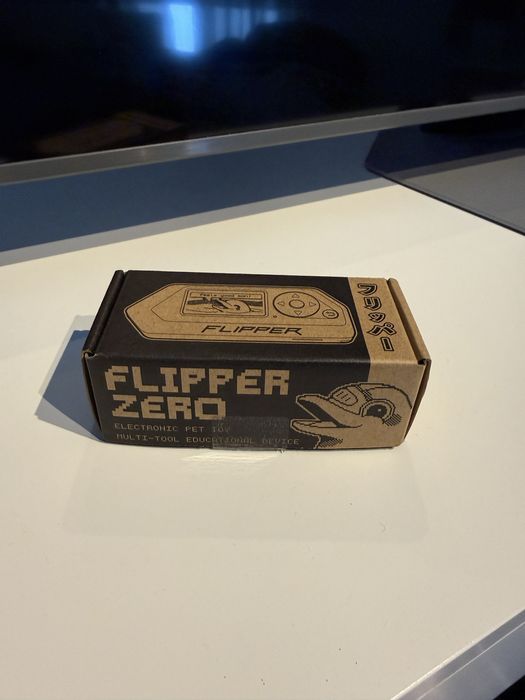 FLIPPER
フリッパー
FLIPPER
ZERO
ELECTRONIC PET TOY
MULTI-TOOL EDUCATIONAL DEVICE